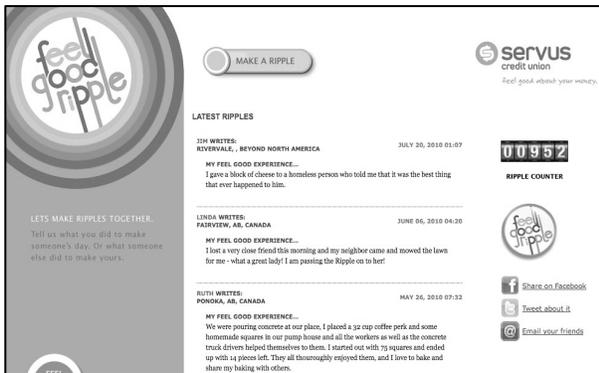 feel
good
ripple
LETS MAKE RIPPLES TOGETHER.
Tell us what you did to make
someone's day. Or what someone
else did to make yours.
FEEL
MAKE A RIPPLE
LATEST RIPPLES
JIM WRITES:
RIVERVALE, , BEYOND NORTH AMERICA
JULY 20, 2010 01:07
MY FEEL GOOD EXPERIENCE...
I gave a block of cheese to a homeless person who told me that it was the best thing
that ever happened to him.
LINDA WRITES:
FAIRVIEW, AB, CANADA
JUNE 06, 2010 04:20
MY FEEL GOOD EXPERIENCE...
I lost a very close friend this morning and my neighbor came and mowed the lawn
for me - what a great lady! I am passing the Ripple on to her!
RUTH WRITES:
PONOKA, AB, CANADA
MAY 26, 2010 07:32
MY FEEL GOOD EXPERIENCE...
We were pouring concrete at our place, I placed a 32 cup coffee perk and some
homemade squares in our pump house and all the workers as well as the concrete
truck drivers helped themselves to them. I started out with 75 squares and ended
up with 14 pieces left. They all thouroughly enjoyed them, and I love to bake and
share my baking with others.
servus
credit union
feel good about your money.
00952
RIPPLE COUNTER
feel
good
ripple
Share on Facebook
Tweet about it
Email your friends